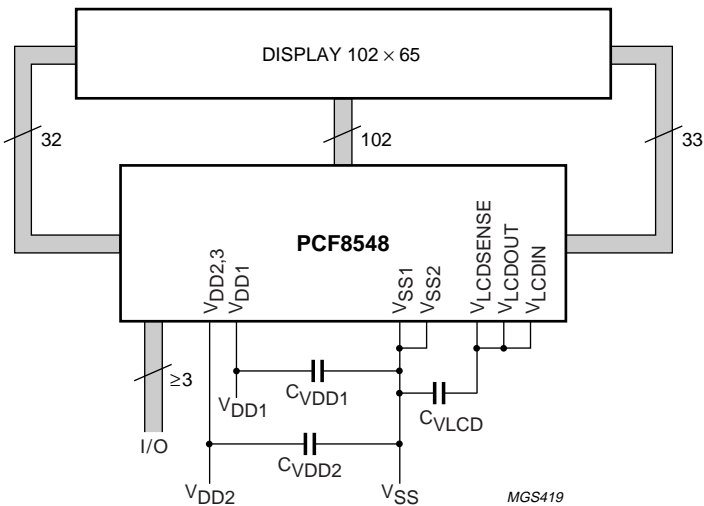 DISPLAY 102 × 65
32
102
33
PCF8548
VDD2,3
VDD1
VSS1
VSS2
VLCDSENSE
VLCDOUT
VLCDIN
≥3
I/O
VDD1
CVDD1
CVLCD
CVDD2
VDD2
VSS
MGS419